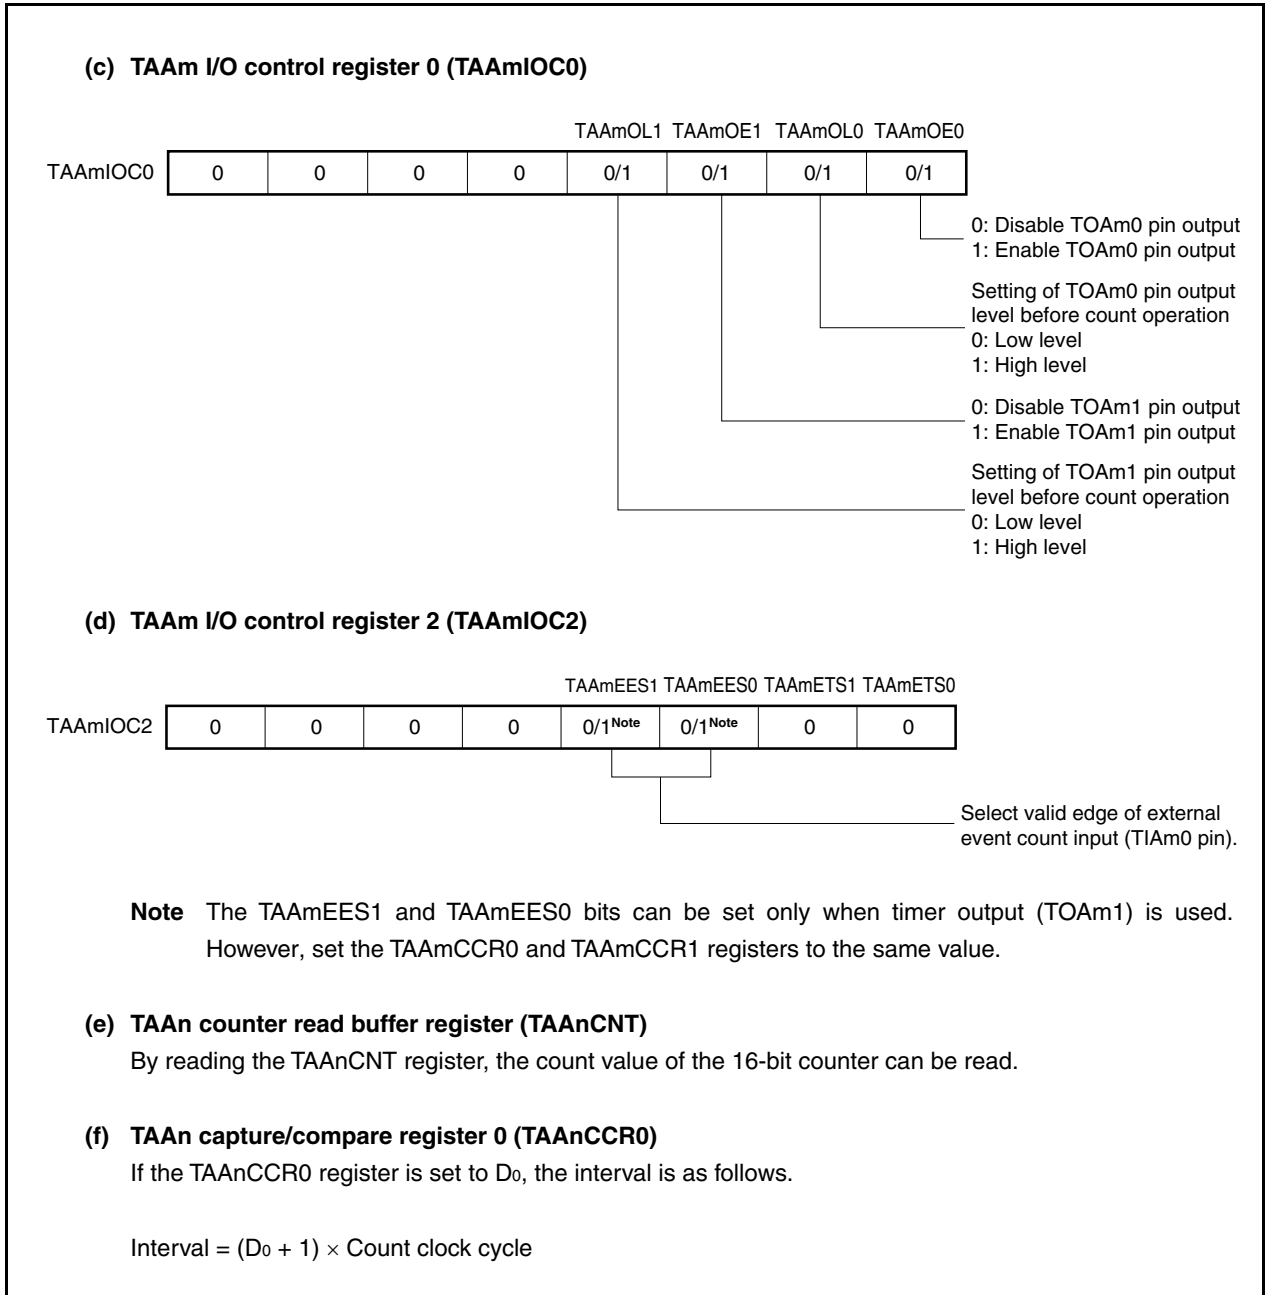 (c) TAAm I/O control register 0 (TAAmIOC0)
TAAmOL1 TAAmOE1 TAAmOL0 TAAmOE0
TAAmIOC0 0 0 0 0 0/1 0/1 0/1 0/1
0: Disable TOAm0 pin output
1: Enable TOAm0 pin output
Setting of TOAm0 pin output
level before count operation
0: Low level
1: High level
0: Disable TOAm1 pin output
1: Enable TOAm1 pin output
Setting of TOAm1 pin output
level before count operation
0: Low level
1: High level
(d) TAAm I/O control register 2 (TAAmIOC2)
TAAmEES1 TAAmEES0 TAAmETS1 TAAmETS0
TAAmIOC2 0 0 0 0 0/1Note 0/1Note 0 0
Select valid edge of external
event count input (TIAm0 pin).
Note The TAAmEES1 and TAAmEES0 bits can be set only when timer output (TOAm1) is used.
However, set the TAAmCCR0 and TAAmCCR1 registers to the same value.
(e) TAAn counter read buffer register (TAAnCNT)
By reading the TAAnCNT register, the count value of the 16-bit counter can be read.
(f) TAAn capture/compare register 0 (TAAnCCR0)
If the TAAnCCR0 register is set to D0, the interval is as follows.
Interval = (D0 + 1) × Count clock cycle